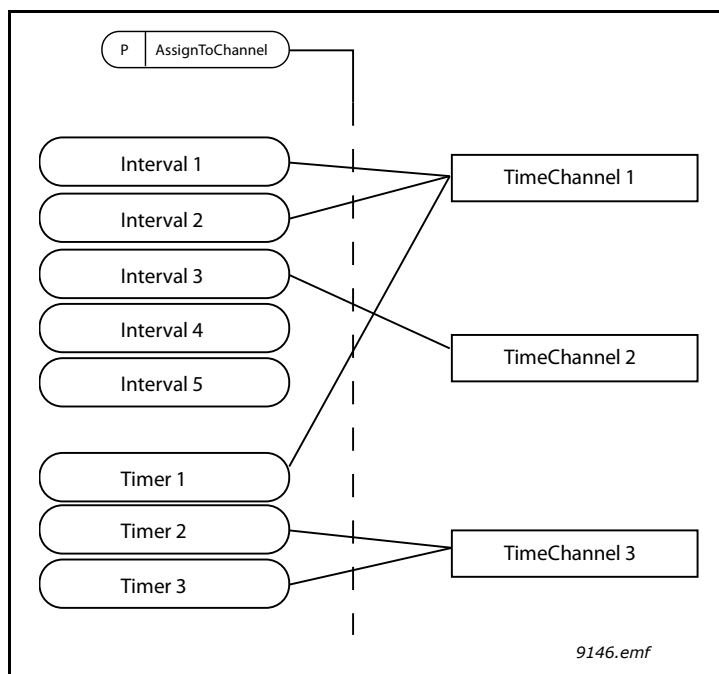 P AssignToChannel
Interval 1
Interval 2
Interval 3
Interval 4
Interval 5
Timer 1
Timer 2
Timer 3
TimeChannel 1
TimeChannel 2
TimeChannel 3
9146.emf